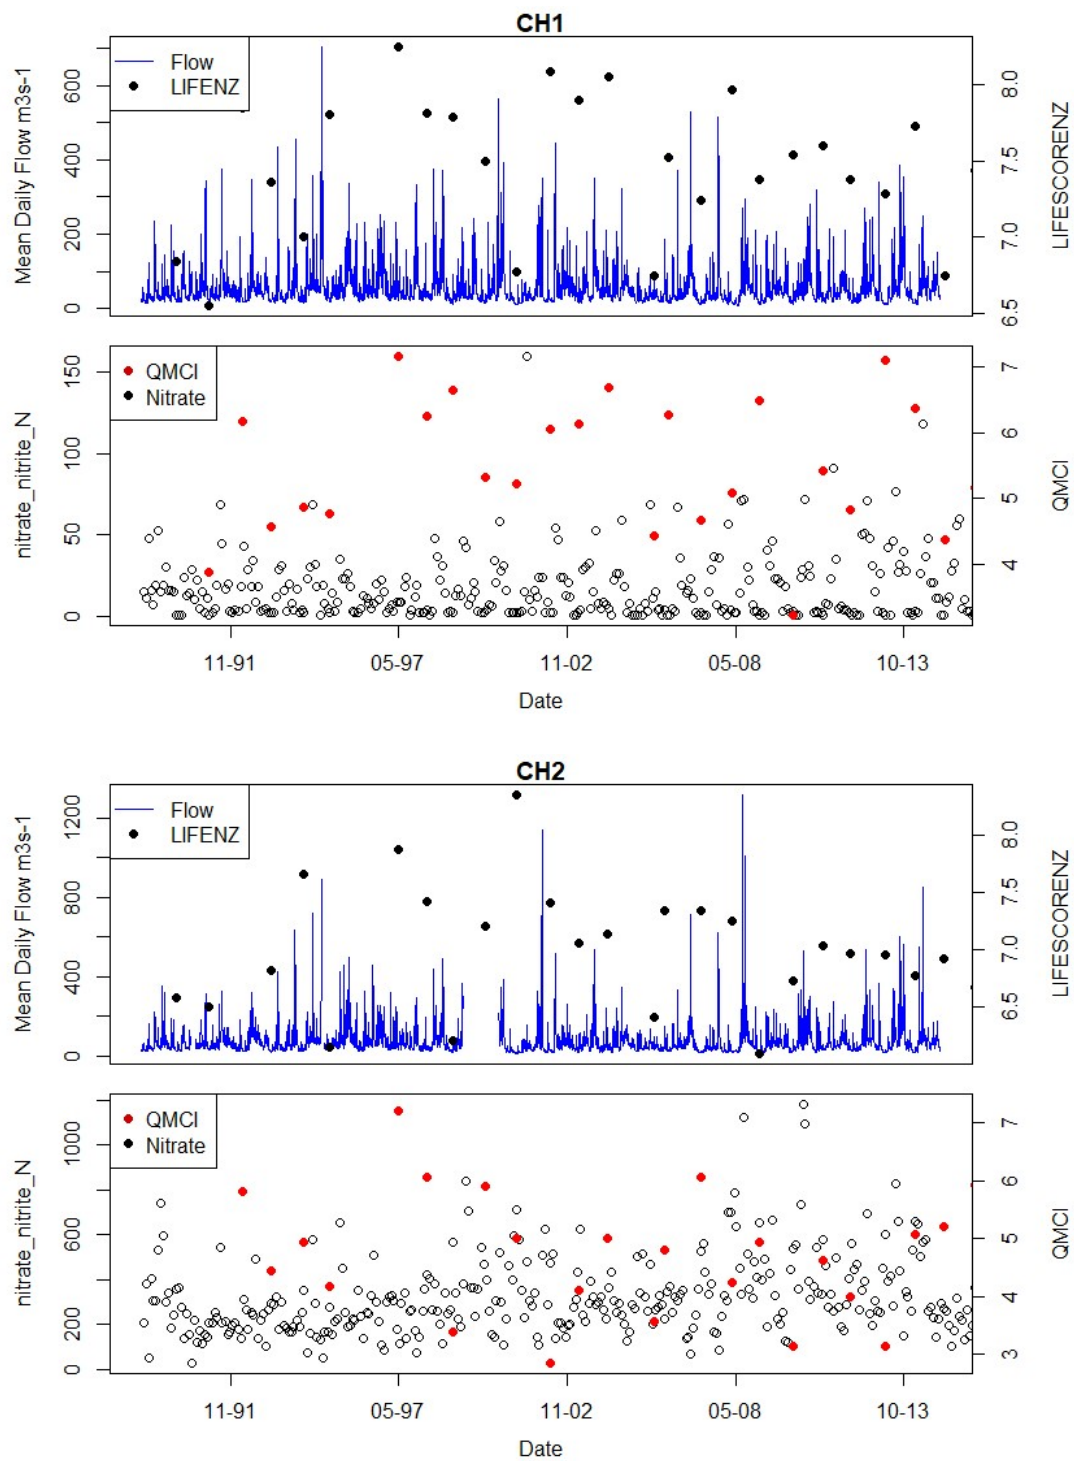 CH1
Mean Daily Flow m3s-1
Flow
LIFENZ
0 200 400 600
6.5 7.0 7.5 8.0
LIFESCORENZ
nitrate_nitrite_N
QMCI
Nitrate
0 50 100 150
4 5 6 7
QMCI
11-91 05-97 11-02 05-08 10-13
Date
CH2
Mean Daily Flow m3s-1
Flow
LIFENZ
0 400 800 1200
6.5 7.0 7.5 8.0
LIFESCORENZ
nitrate_nitrite_N
QMCI
Nitrate
0 200 600 1000
3 4 5 6 7
QMCI
11-91 05-97 11-02 05-08 10-13
Date